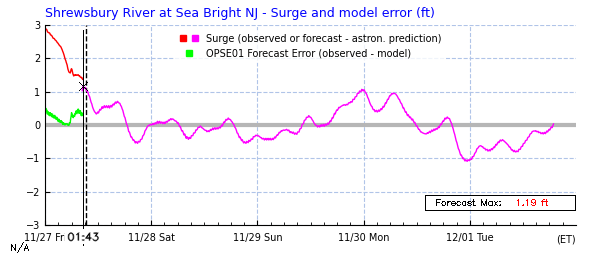 Shrewsbury River at Sea Bright NJ - Surge and model error (ft)
Surge (observed or forecast - astron. prediction)
OPSE01 Forecast Error (observed - model)
3
2
1
0
−1
−2
−3
Forecast Max: 1.19 ft
11/27 Fri 01:43 11/28 Sat 11/29 Sun 11/30 Mon 12/01 Tue (ET)
N/A